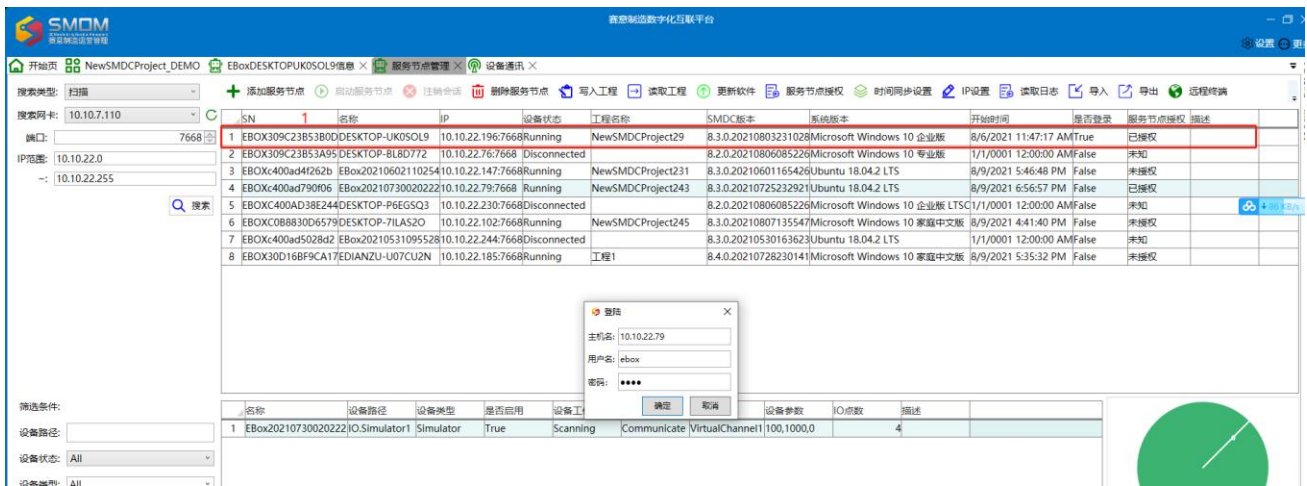 赛意制造数字化互联平台
SMOM
赛意制造运营管理
设置
开始页 NewSMDCProject_DEMO EBoxDESKTOPUK0SOL9信息 服务节点管理 设备通讯
搜索类型: 扫描
添加服务节点 启动服务节点 注销会话 删除服务节点 写入工程 读取工程 更新软件 服务节点授权 时间同步设置 IP设置 读取日志 导入 导出 远程终端
搜索网卡: 10.10.7.110
端口: 7668
IP范围: 10.10.22.0
~: 10.10.22.255
搜索
1
SN 名称 IP 设备状态 工程名称 SMDC版本 系统版本 开始时间 是否登录 服务节点授权 描述
1 EBOX309C23B53B0D DESKTOP-UK0SOL9 10.10.22.196:7668 Running NewSMDCProject29 8.3.0.20210803231028 Microsoft Windows 10 企业版 8/6/2021 11:47:17 AM True 已授权
2 EBOX309C23B53A95 DESKTOP-BL8D772 10.10.22.76:7668 Disconnected 8.2.0.20210806085226 Microsoft Windows 10 专业版 1/1/0001 12:00:00 AM False 未知
3 EBOXc400ad4f262b EBox20210602110254 10.10.22.147:7668 Running NewSMDCProject231 8.3.0.20210601165426 Ubuntu 18.04.2 LTS 8/9/2021 5:46:48 PM False 未授权
4 EBOXc400ad790f06 EBox20210730020222 10.10.22.79:7668 Running NewSMDCProject243 8.3.0.20210725232921 Ubuntu 18.04.2 LTS 8/9/2021 6:56:57 PM False 已授权
5 EBOXC400AD38E244 DESKTOP-P6EGSQ3 10.10.22.230:7668 Disconnected 8.2.0.20210806085226 Microsoft Windows 10 企业版 LTSC 1/1/0001 12:00:00 AM False 未知
6 EBOXC0B8830D6579 DESKTOP-7ILAS2O 10.10.22.102:7668 Running NewSMDCProject245 8.3.0.20210807135547 Microsoft Windows 10 家庭中文版 8/9/2021 4:41:40 PM False 未授权
7 EBOXc400ad5028d2 EBox20210531095528 10.10.22.244:7668 Disconnected 8.3.0.20210530163623 Ubuntu 18.04.2 LTS 1/1/0001 12:00:00 AM False 未知
8 EBOX30D16BF9CA17 EDIANZU-U07CU2N 10.10.22.185:7668 Running 工程1 8.4.0.20210728230141 Microsoft Windows 10 家庭中文版 8/9/2021 5:35:32 PM False 未授权
登陆
主机名: 10.10.22.79
用户名: ebox
密码: ●●●●
确定 取消
筛选条件:
设备路径:
设备状态: All
设备类型: All
名称 设备路径 设备类型 是否启用 设备工 设备参数 IO点数 描述
1 EBox20210730020222 IO.Simulator1 Simulator True Scanning Communicate VirtualChannel1 100,1000,0 4